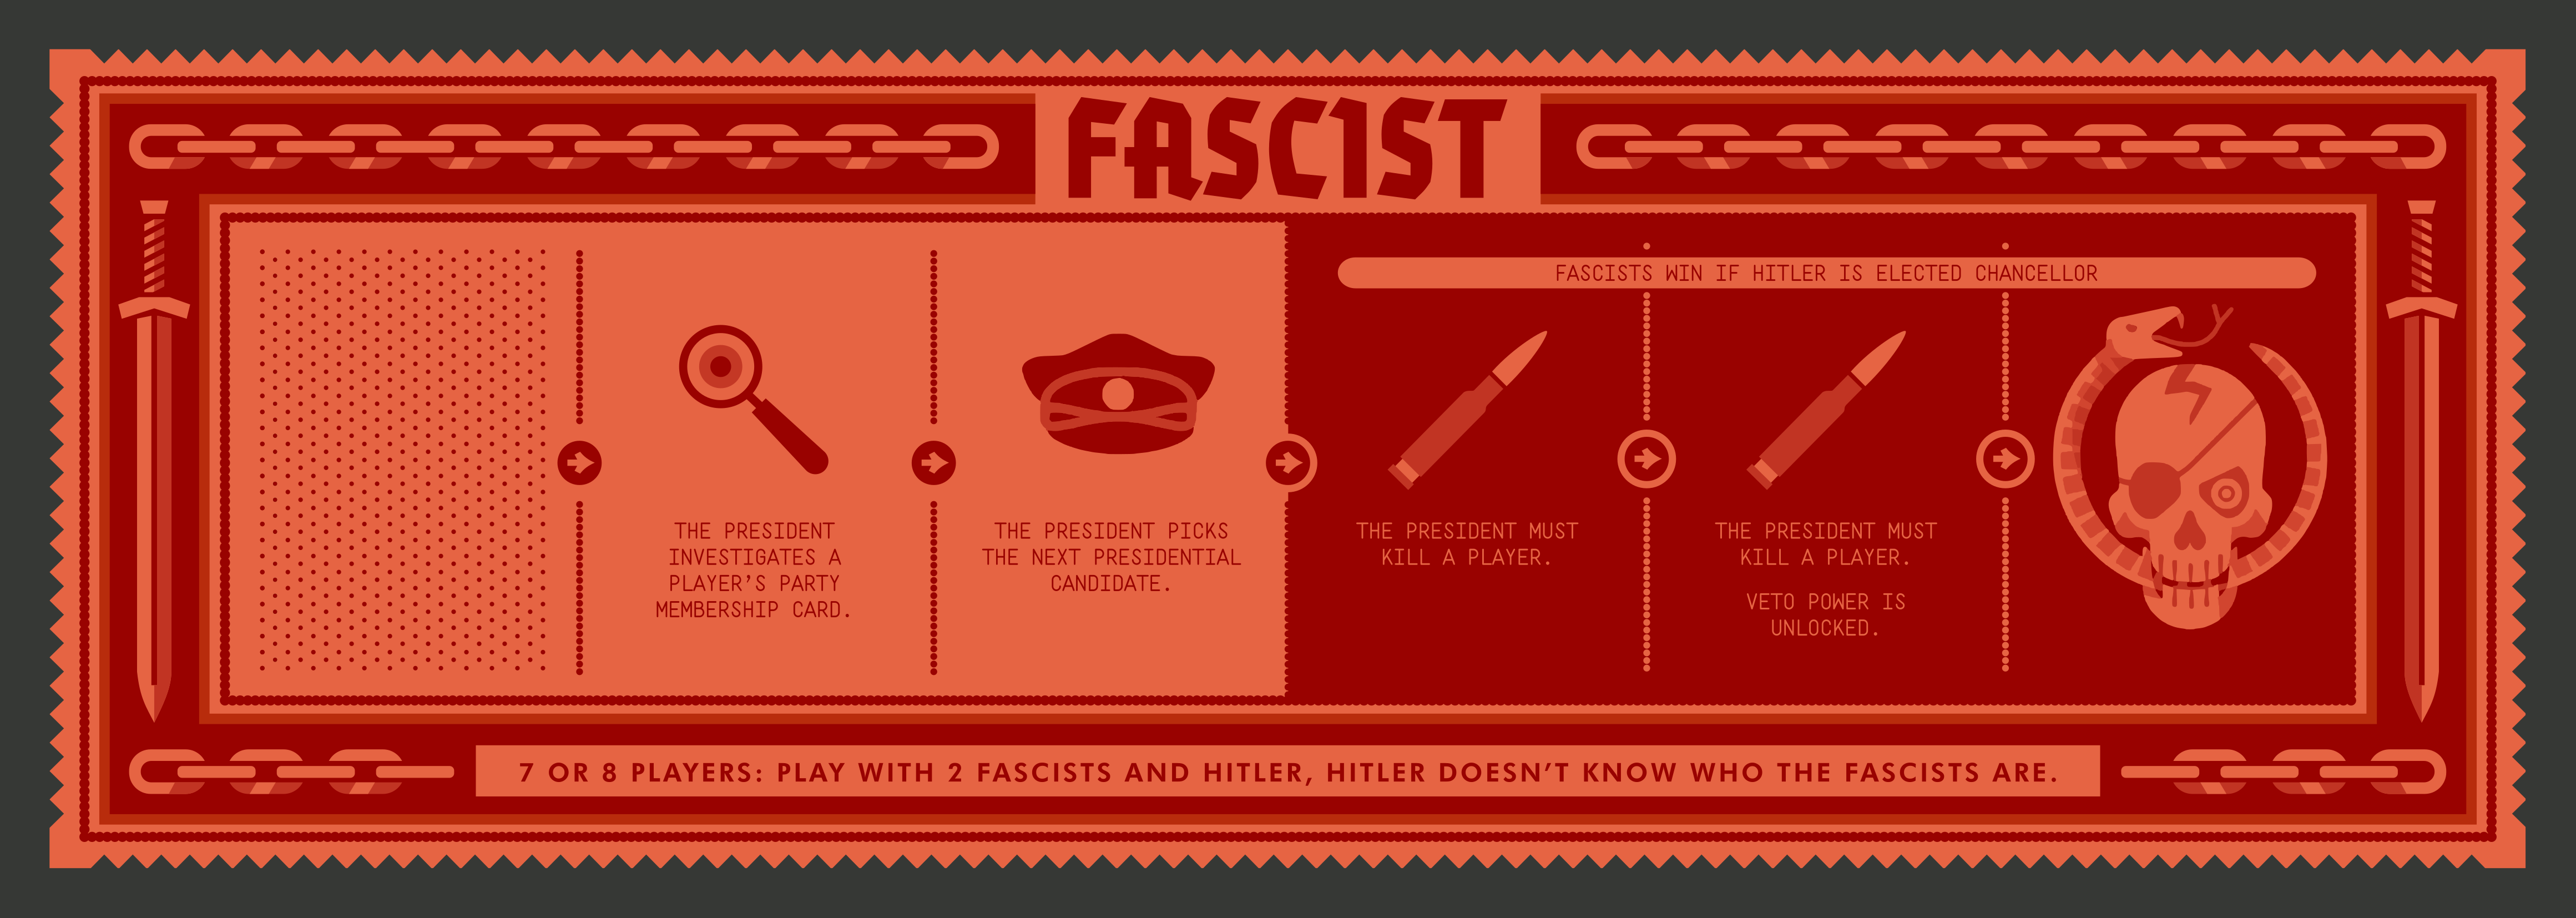 FASCIST
FASCISTS WIN IF HITLER IS ELECTED CHANCELLOR
THE PRESIDENT
INVESTIGATES A
PLAYER’S PARTY
MEMBERSHIP CARD.
THE PRESIDENT PICKS
THE NEXT PRESIDENTIAL
CANDIDATE.
THE PRESIDENT MUST
KILL A PLAYER.
THE PRESIDENT MUST
KILL A PLAYER.
VETO POWER IS
UNLOCKED.
7 OR 8 PLAYERS: PLAY WITH 2 FASCISTS AND HITLER, HITLER DOESN’T KNOW WHO THE FASCISTS ARE.